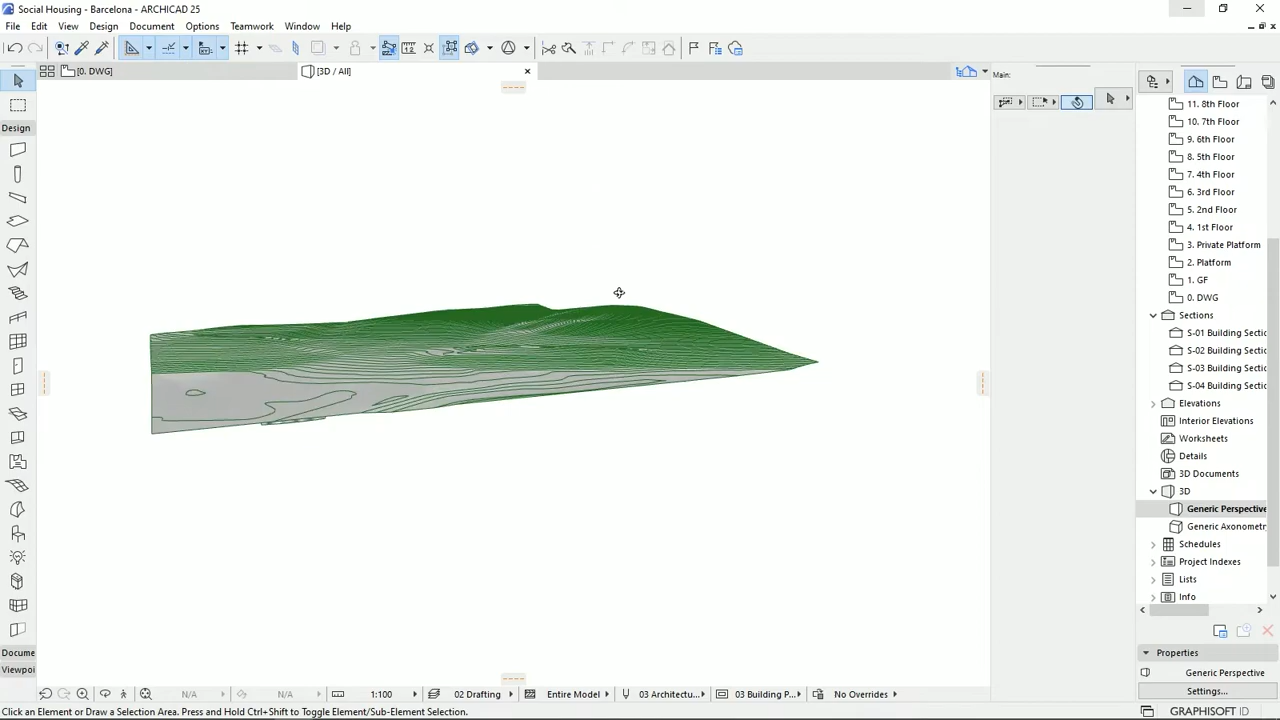 Social Housing - Barcelona - ARCHICAD 25
File Edit View Design Document Options Teamwork Window Help
[0. DWG]
[3D / All]
Main:
Design
11. 8th Floor
10. 7th Floor
9. 6th Floor
8. 5th Floor
7. 4th Floor
6. 3rd Floor
5. 2nd Floor
4. 1st Floor
3. Private Platform
2. Platform
1. GF
0. DWG
Sections
S-01 Building Sectio
S-02 Building Sectio
S-03 Building Sectio
S-04 Building Sectio
Elevations
Interior Elevations
Worksheets
Details
3D Documents
3D
Generic Perspective
Generic Axonometr
Schedules
Project Indexes
Lists
Info
Docume
Viewpoi
Properties
Generic Perspective
Settings...
N/A N/A 1:100 02 Drafting Entire Model 03 Architectu... 03 Building P... No Overrides
Click an Element or Draw a Selection Area. Press and Hold Ctrl+Shift to Toggle Element/Sub-Element Selection.
GRAPHISOFT ID